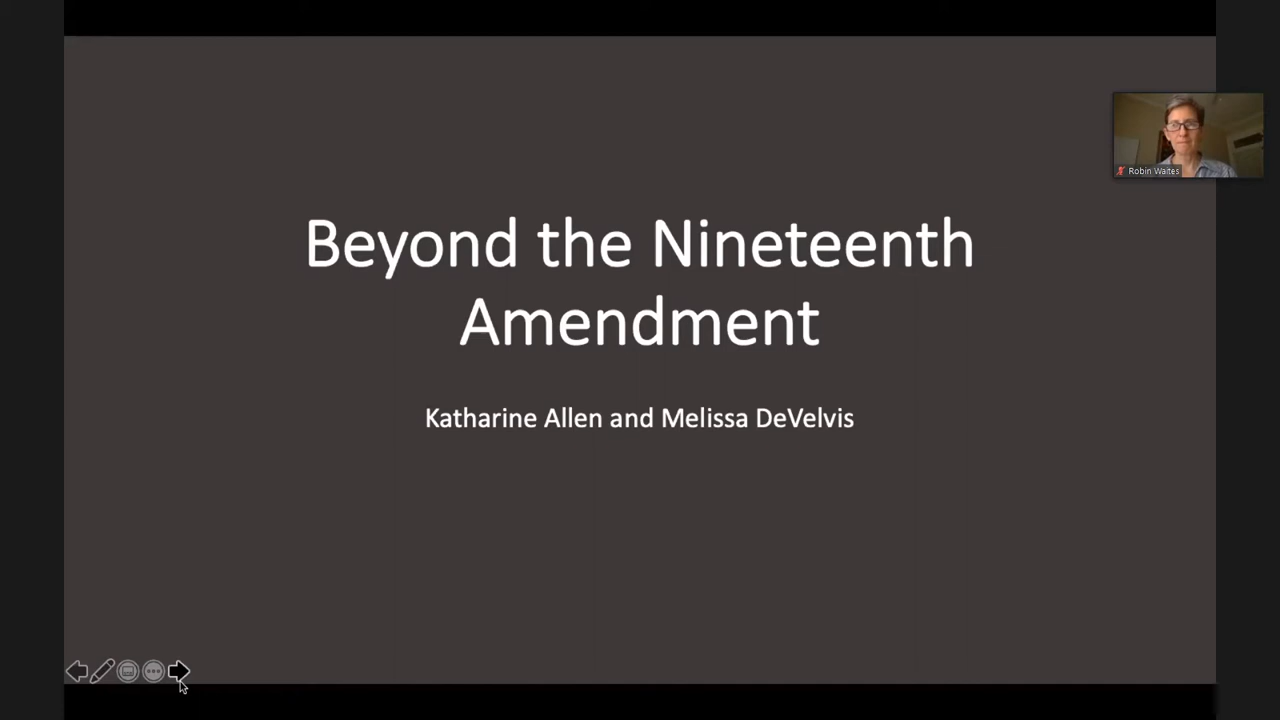 Beyond the Nineteenth
Amendment
Katharine Allen and Melissa DeVelvis
Robin Waites